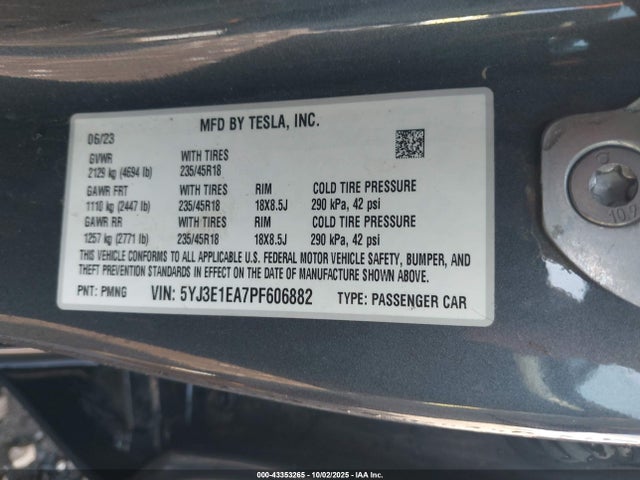 MFD BY TESLA, INC.
06/23
GVWR WITH TIRES
2129 kg (4694 lb) 235/45R18
GAWR FRT WITH TIRES RIM COLD TIRE PRESSURE
1110 kg (2447 lb) 235/45R18 18X8.5J 290 kPa, 42 psi
GAWR RR WITH TIRES RIM COLD TIRE PRESSURE
1257 kg (2771 lb) 235/45R18 18X8.5J 290 kPa, 42 psi
THIS VEHICLE CONFORMS TO ALL APPLICABLE U.S. FEDERAL MOTOR VEHICLE SAFETY, BUMPER, AND
THEFT PREVENTION STANDARDS IN EFFECT ON THE DATE OF MANUFACTURE SHOWN ABOVE.
PNT: PMNG VIN: 5YJ3E1EA7PF606882 TYPE: PASSENGER CAR
10.9
© - 43353265 - 10/02/2025 - IAA Inc.